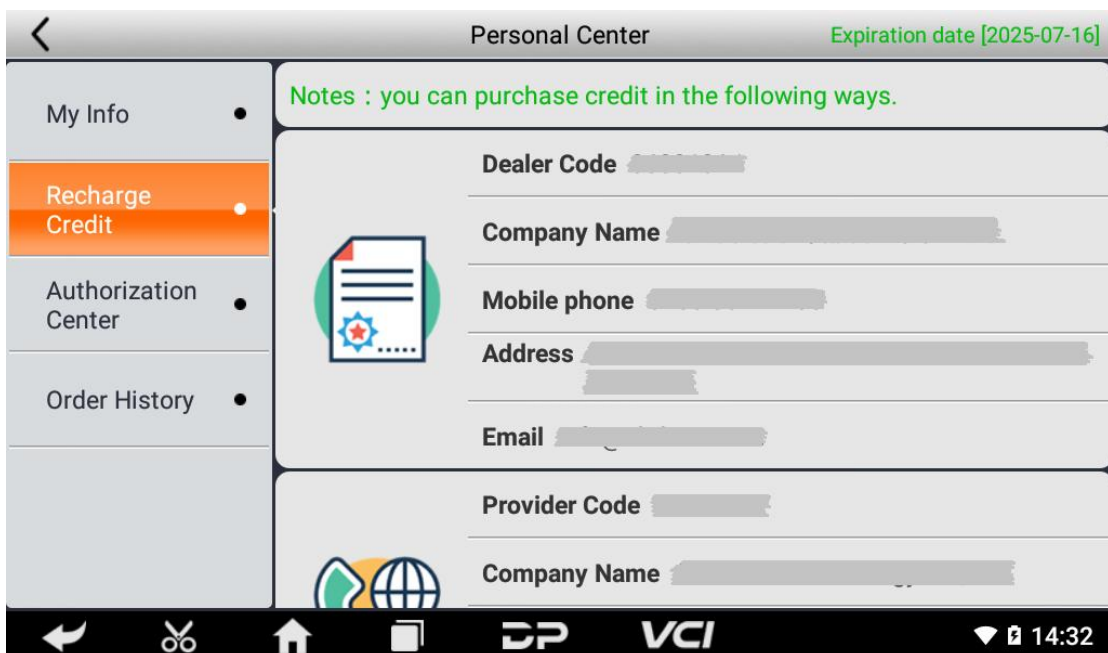 Personal Center
Expiration date [2025-07-16]
My Info
Recharge
Credit
Authorization
Center
Order History
Notes : you can purchase credit in the following ways.
Dealer Code
Company Name
Mobile phone
Address
Email
Provider Code
Company Name
DP
VCI
14:32